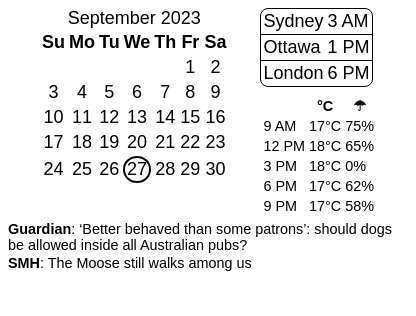 September 2023
Su Mo Tu We Th Fr Sa
1 2
3 4 5 6 7 8 9
10 11 12 13 14 15 16
17 18 19 20 21 22 23
24 25 26 27 28 29 30
Sydney 3 AM
Ottawa 1 PM
London 6 PM
°C ☂
9 AM 17°C 75%
12 PM 18°C 65%
3 PM 18°C 0%
6 PM 17°C 62%
9 PM 17°C 58%
Guardian: ‘Better behaved than some patrons’: should dogs
be allowed inside all Australian pubs?
SMH: The Moose still walks among us